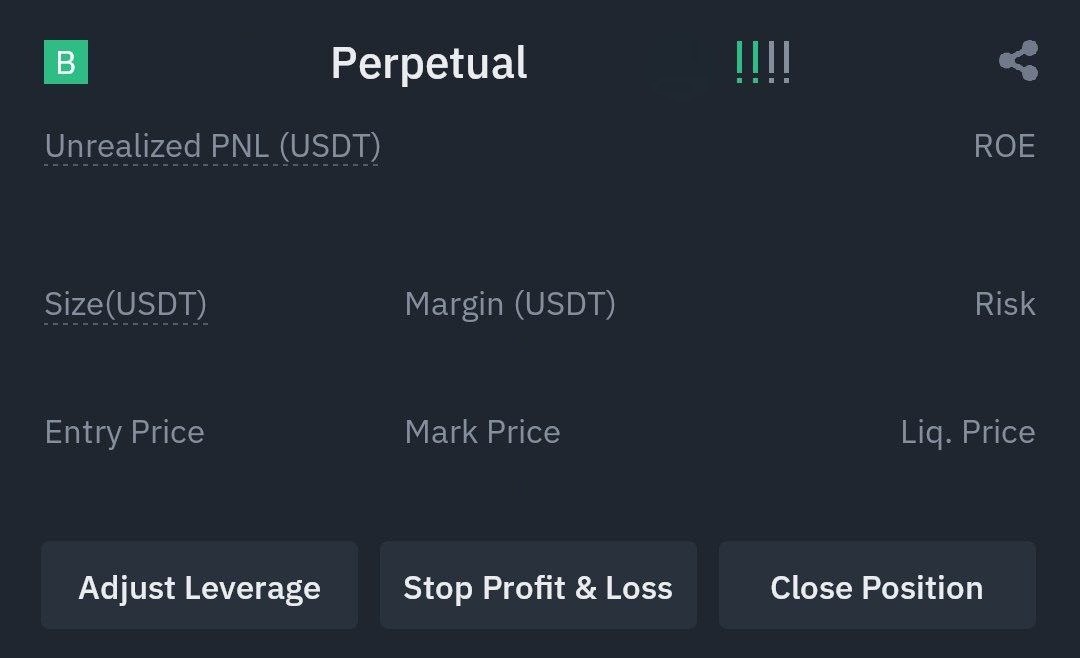 B Perpetual !!!!
Unrealized PNL (USDT) ROE
Size(USDT) Margin (USDT) Risk
Entry Price Mark Price Liq. Price
Adjust Leverage Stop Profit & Loss Close Position